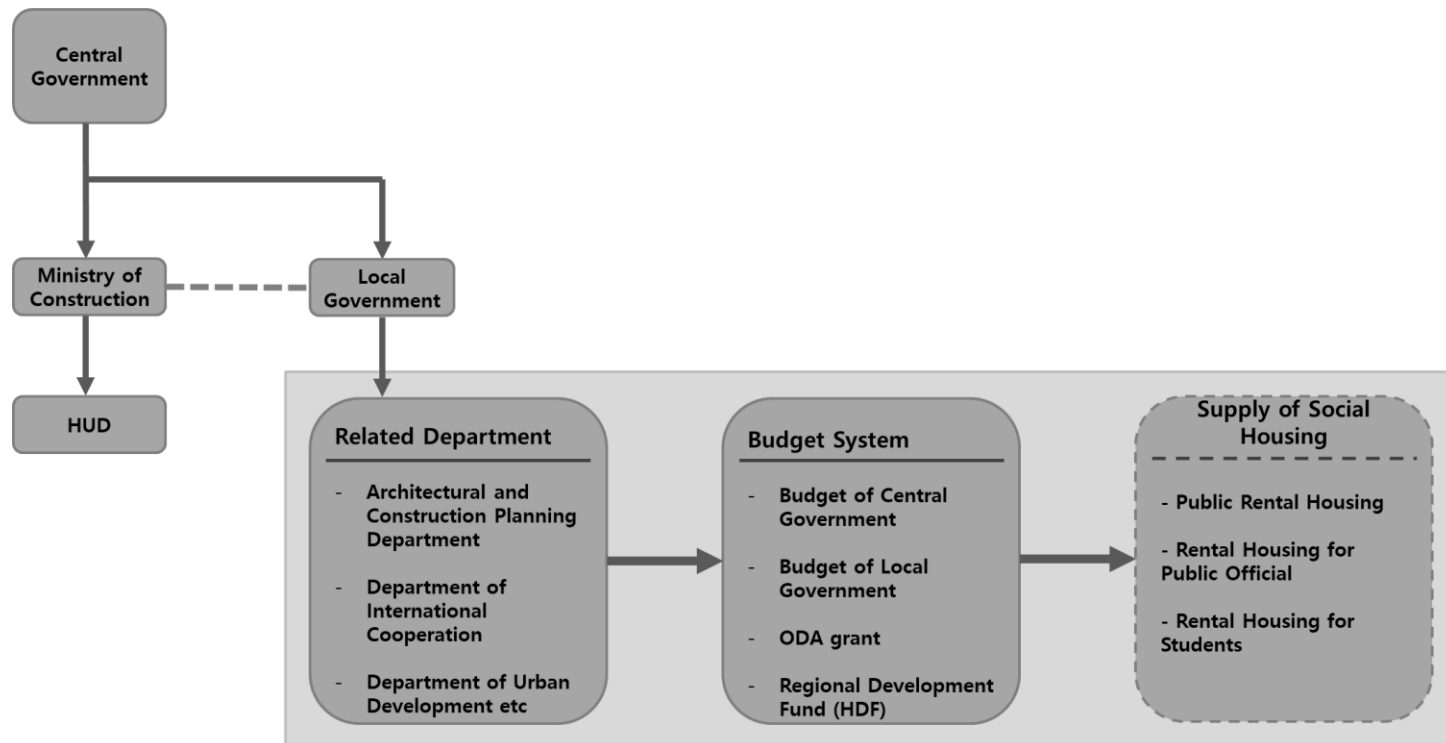 Central
Government
Ministry of
Construction
Local
Government
HUD
Related Department
- Architectural and
Construction Planning
Department
- Department of
International
Cooperation
- Department of Urban
Development etc
Budget System
- Budget of Central
Government
- Budget of Local
Government
- ODA grant
- Regional Development
Fund (HDF)
Supply of Social
Housing
- Public Rental Housing
- Rental Housing for
Public Official
- Rental Housing for
Students